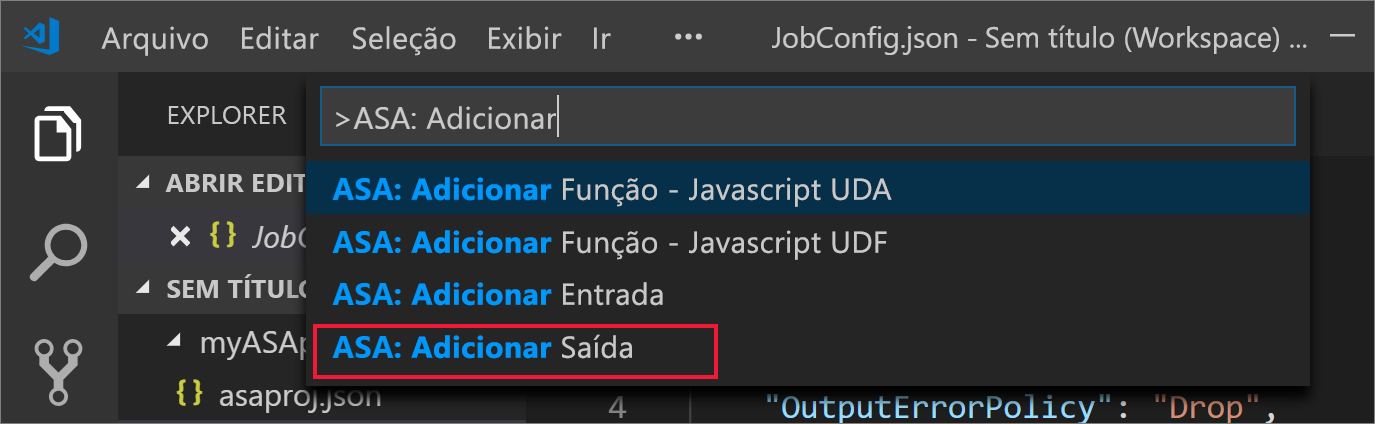 Arquivo Editar Seleção Exibir Ir ••• JobConfig.json - Sem título (Workspace) ...
EXPLORER
>ASA: Adicionar
ABRIR EDIT
ASA: Adicionar Função - Javascript UDA
{ } JobC
ASA: Adicionar Função - Javascript UDF
SEM TÍTULO
ASA: Adicionar Entrada
myASAp
ASA: Adicionar Saída
{ } asaproj.json
4 "OutputErrorPolicy": "Drop",